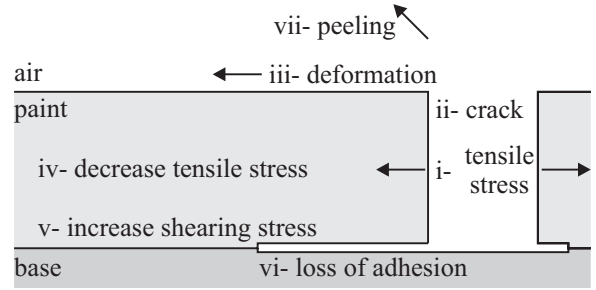 vii- peeling
air
iii- deformation
paint
ii- crack
iv- decrease tensile stress
i- tensile
stress
v- increase shearing stress
base
vi- loss of adhesion